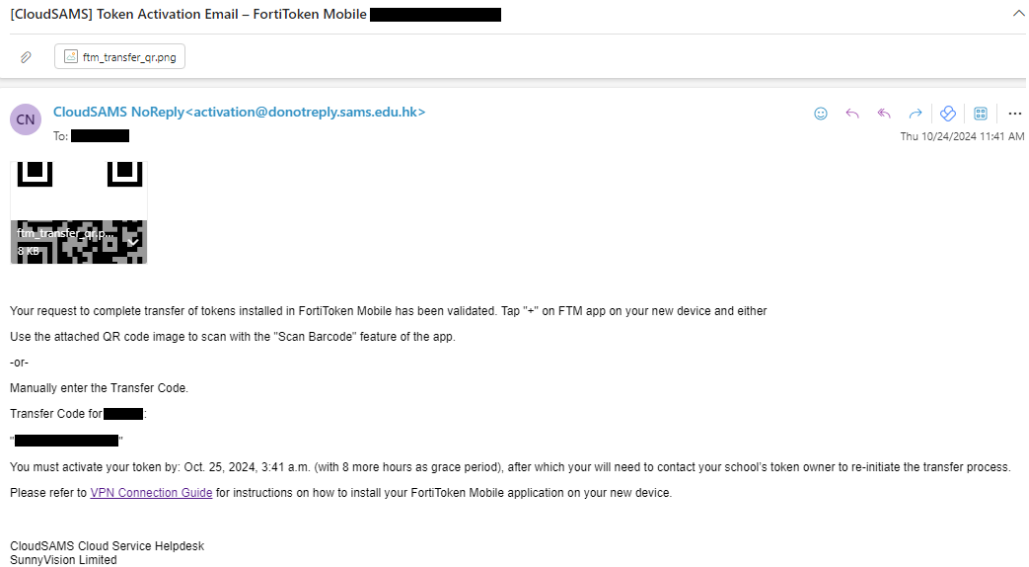 [CloudSAMS] Token Activation Email – FortiToken Mobile
ftm_transfer_qr.png
CN
CloudSAMS NoReply<activation@donotreply.sams.edu.hk>
To:
Thu 10/24/2024 11:41 AM
ftm_transfer_qr.p...
8 KB
Your request to complete transfer of tokens installed in FortiToken Mobile has been validated. Tap "+" on FTM app on your new device and either
Use the attached QR code image to scan with the "Scan Barcode" feature of the app.
-or-
Manually enter the Transfer Code.
Transfer Code for :
" "
You must activate your token by: Oct. 25, 2024, 3:41 a.m. (with 8 more hours as grace period), after which your will need to contact your school's token owner to re-initiate the transfer process.
Please refer to VPN Connection Guide for instructions on how to install your FortiToken Mobile application on your new device.
CloudSAMS Cloud Service Helpdesk
SunnyVision Limited